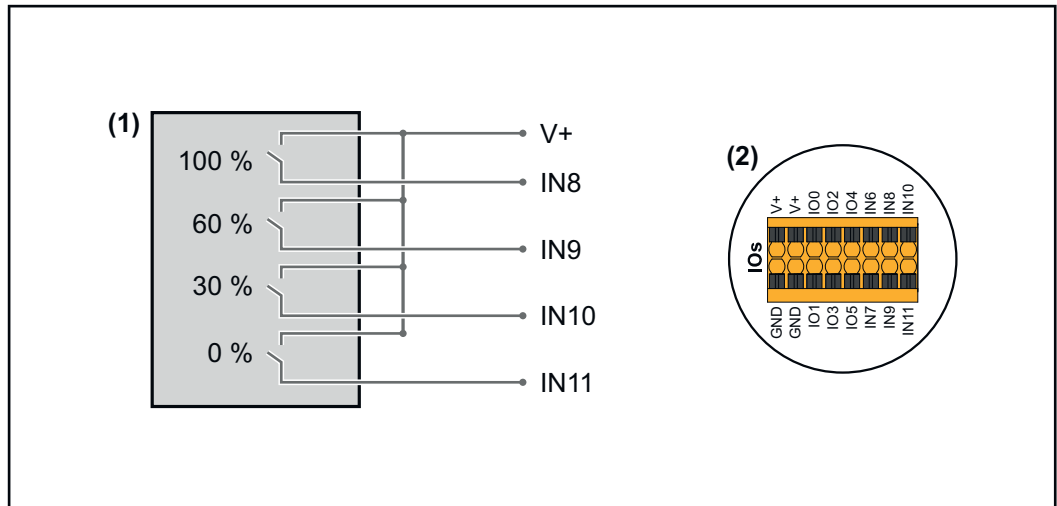 (1)
100 %
60 %
30 %
0 %
V+
IN8
IN9
IN10
IN11
(2)
IOs
V+
V+
IO0
IO2
IO4
IN6
IN8
IN10
GND
GND
IO1
IO3
IO5
IN7
IN9
IN11